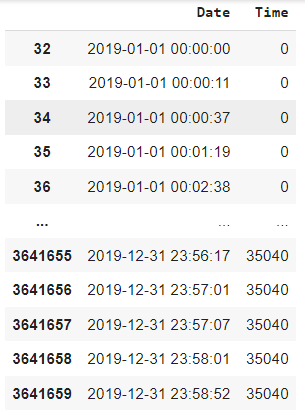 Date Time
32 2019-01-01 00:00:00 0
33 2019-01-01 00:00:11 0
34 2019-01-01 00:00:37 0
35 2019-01-01 00:01:19 0
36 2019-01-01 00:02:38 0
... ... ...
3641655 2019-12-31 23:56:17 35040
3641656 2019-12-31 23:57:01 35040
3641657 2019-12-31 23:57:07 35040
3641658 2019-12-31 23:58:01 35040
3641659 2019-12-31 23:58:52 35040